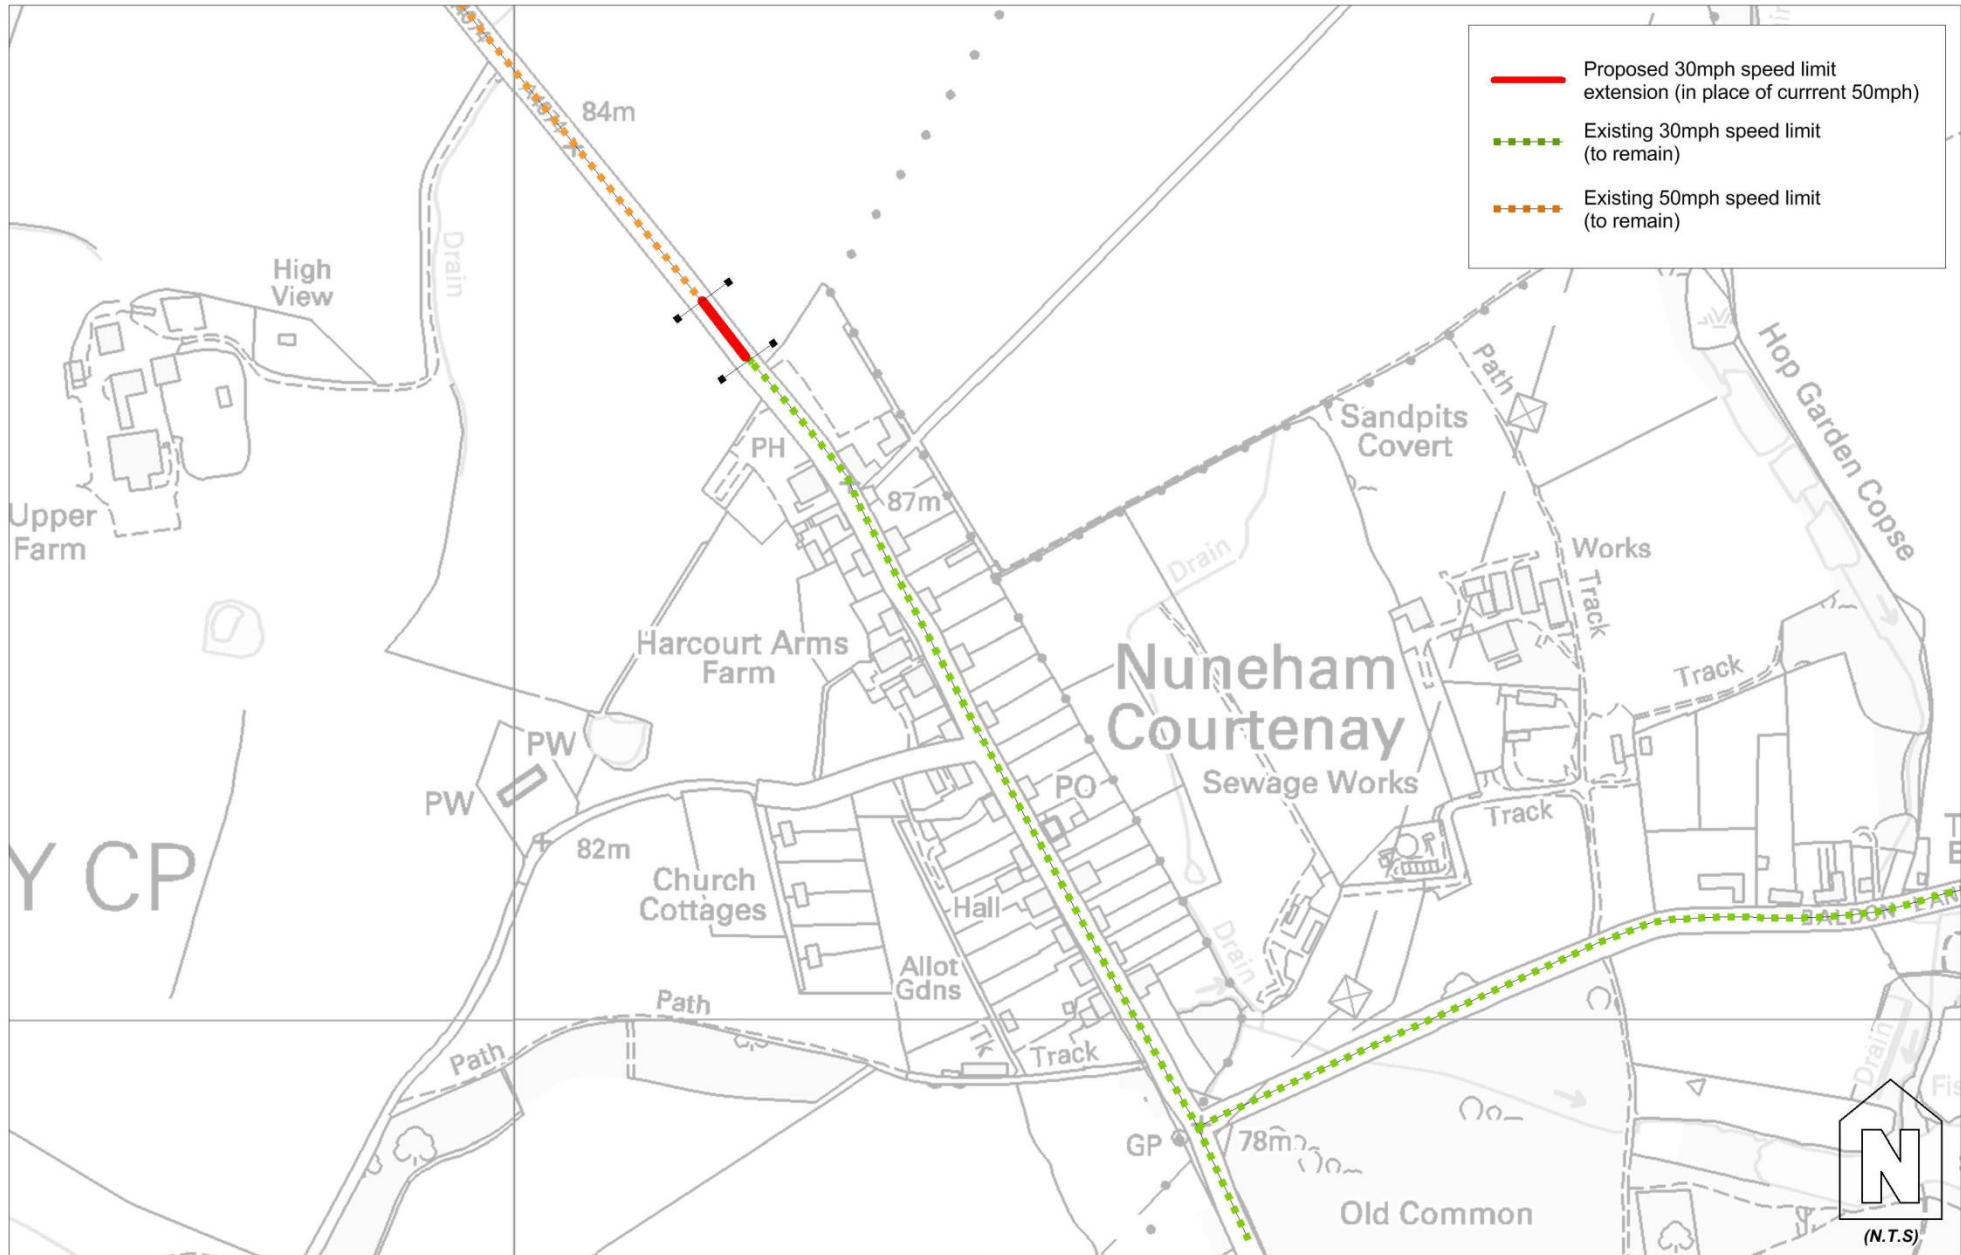 Proposed 30mph speed limit
extension (in place of currrent 50mph)
Existing 30mph speed limit
(to remain)
Existing 50mph speed limit
(to remain)
84m
High
View
Drain
Upper
Farm
PH
87m
Sandpits
Covert
Path
Hop Garden Copse
Works
Track
Drain
Harcourt Arms
Farm
Nuneham
Courtenay
Sewage Works
Track
Track
PW
PW
PO
82m
Y CP
Church
Cottages
Hall
Allot
Gdns
Drain
BALDON LAN
Path
Path
Tk
Track
GP
78m
Drain
Old Common
N
(N.T.S)